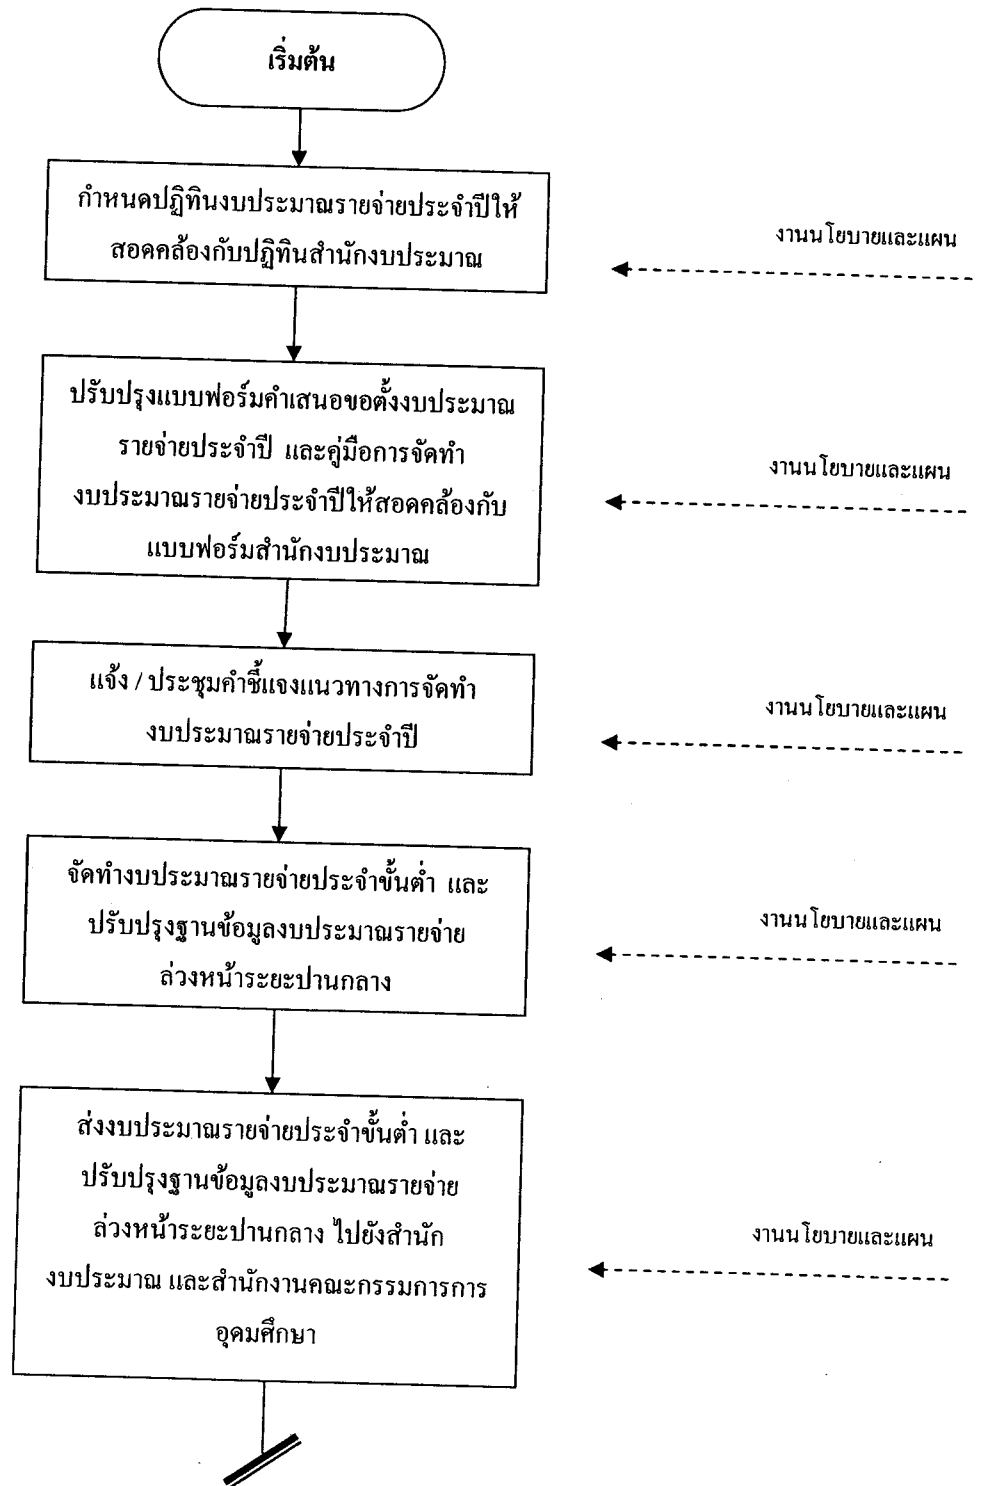 เริ่มต้น
กำหนดปฏิทินงบประมาณรายจ่ายประจำปีให้
สอดคล้องกับปฏิทินสำนักงบประมาณ
งานนโยบายและแผน
ปรับปรุงแบบฟอร์มคำเสนอขอตั้งงบประมาณ
รายจ่ายประจำปี และคู่มือการจัดทำ
งบประมาณรายจ่ายประจำปีให้สอดคล้องกับ
แบบฟอร์มสำนักงบประมาณ
งานนโยบายและแผน
แจ้ง / ประชุมคำชี้แจงแนวทางการจัดทำ
งบประมาณรายจ่ายประจำปี
งานนโยบายและแผน
จัดทำงบประมาณรายจ่ายประจำขั้นต่ำ และ
ปรับปรุงฐานข้อมูลงบประมาณรายจ่าย
ล่วงหน้าระยะปานกลาง
งานนโยบายและแผน
ส่งงบประมาณรายจ่ายประจำขั้นต่ำ และ
ปรับปรุงฐานข้อมูลงบประมาณรายจ่าย
ล่วงหน้าระยะปานกลาง ไปยังสำนัก
งบประมาณ และสำนักงานคณะกรรมการการ
อุดมศึกษา
งานนโยบายและแผน